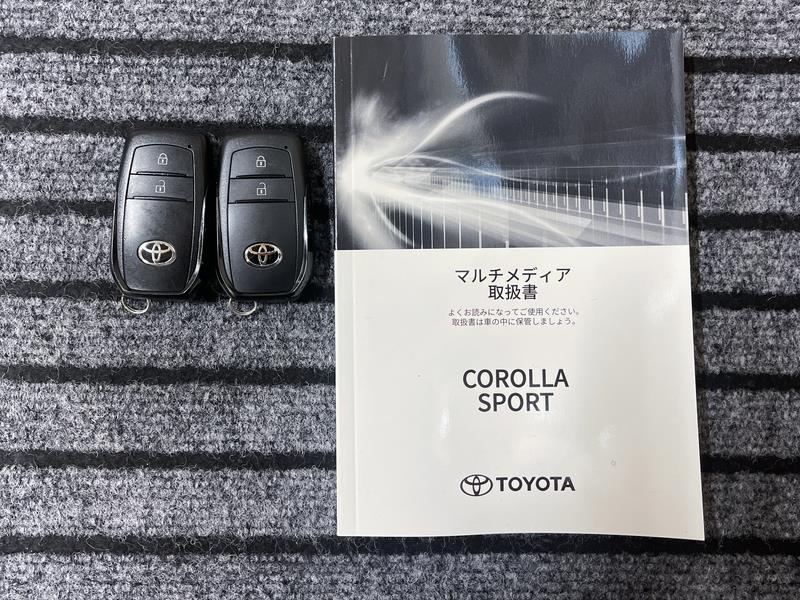 マルチメディア
取扱書
よくお読みになってご使用ください。
取扱書は車の中に保管しましょう。
COROLLA
SPORT
TOYOTA